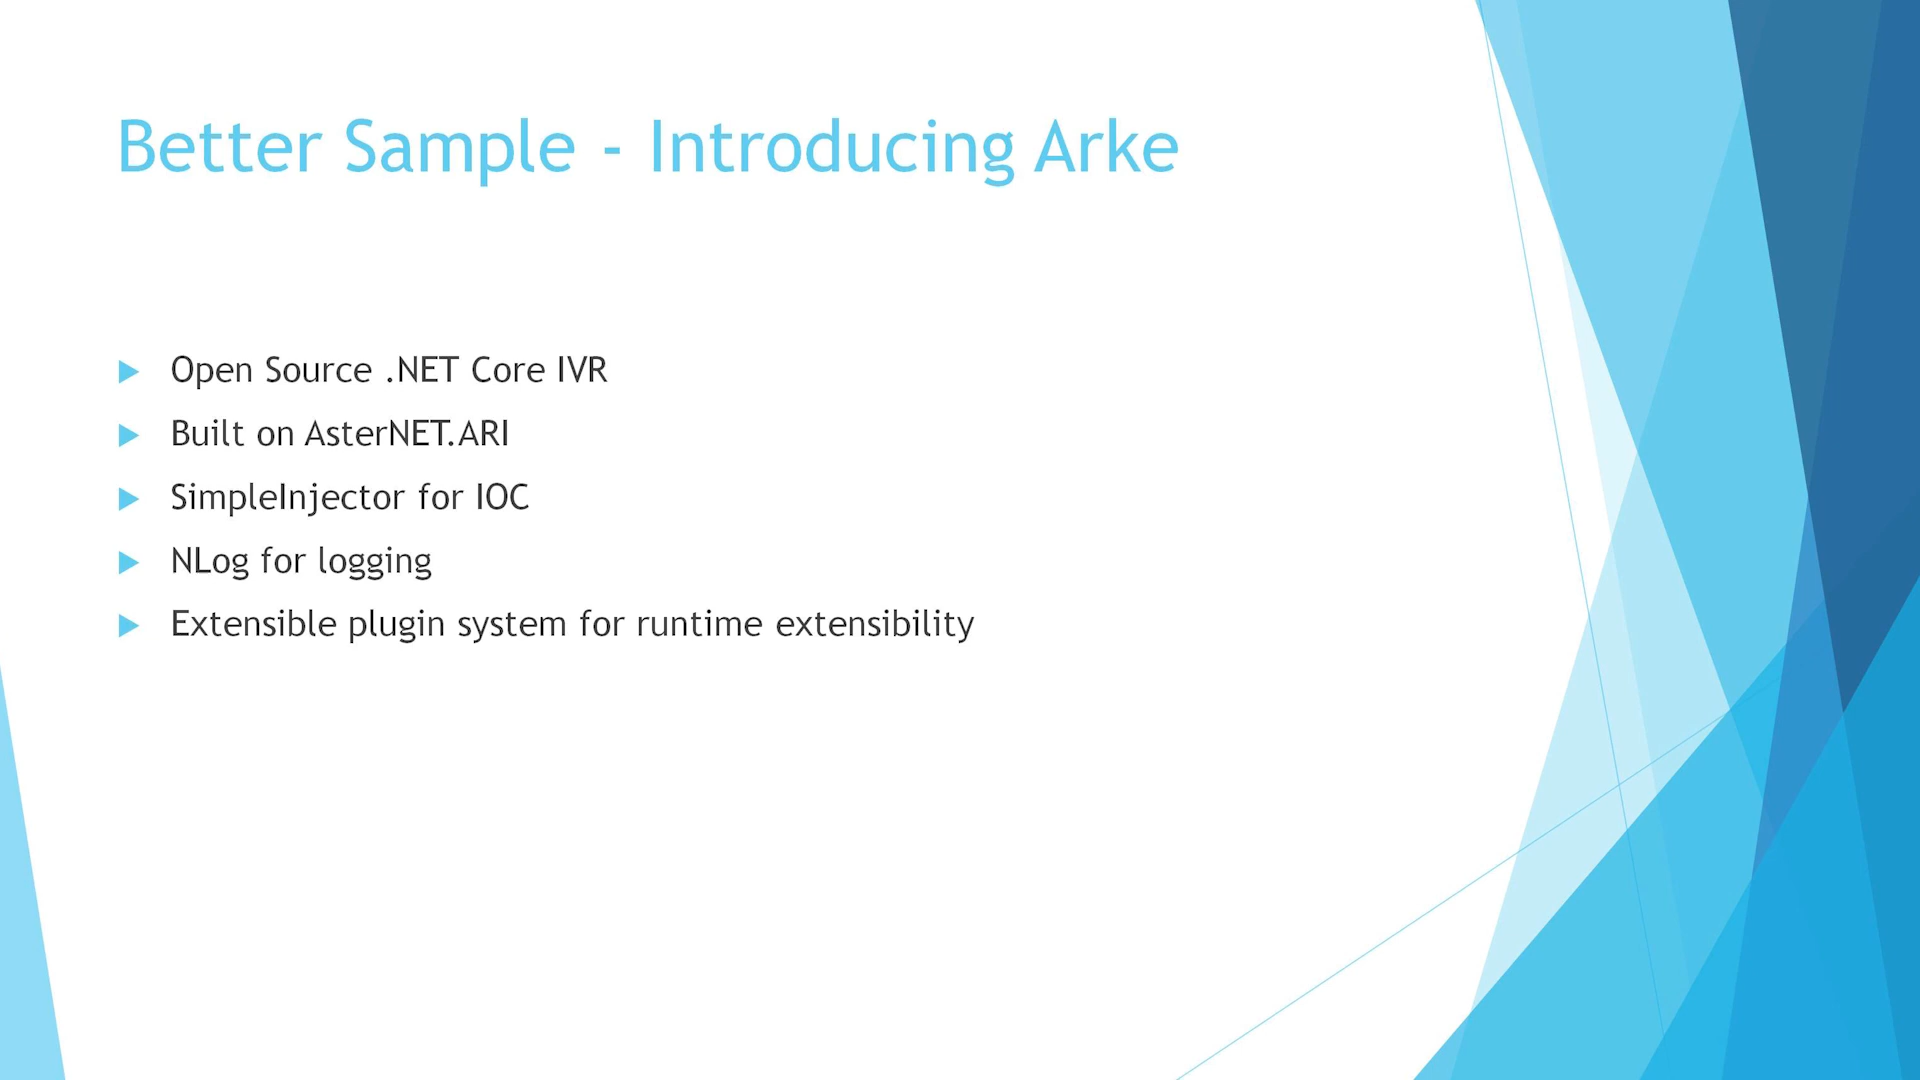 Better Sample - Introducing Arke
Open Source .NET Core IVR
Built on AsterNET.ARI
SimpleInjector for IOC
NLog for logging
Extensible plugin system for runtime extensibility